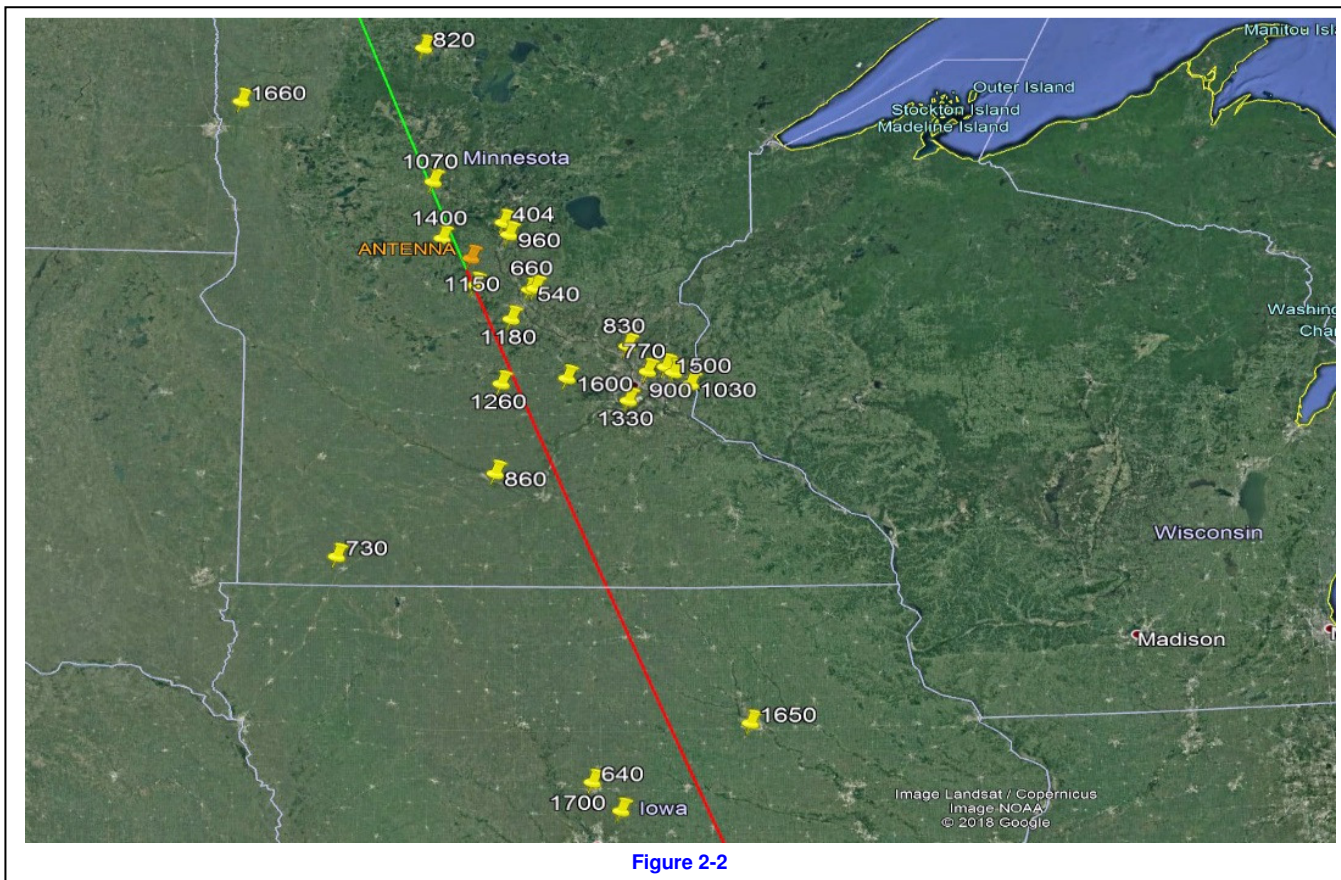 820
Manitou Isl
1660
Outer Island
Stockton Island
Madeline Island
1070
Minnesota
1400
404
960
ANTENNA
660
1150
540
1180
830
770
1500
1600
900
1030
1260
1330
Washing
Cha
860
730
Wisconsin
Madison
1650
640
1700
Iowa
Image Landsat / Copernicus
Image NOAA
© 2018 Google
Figure 2-2